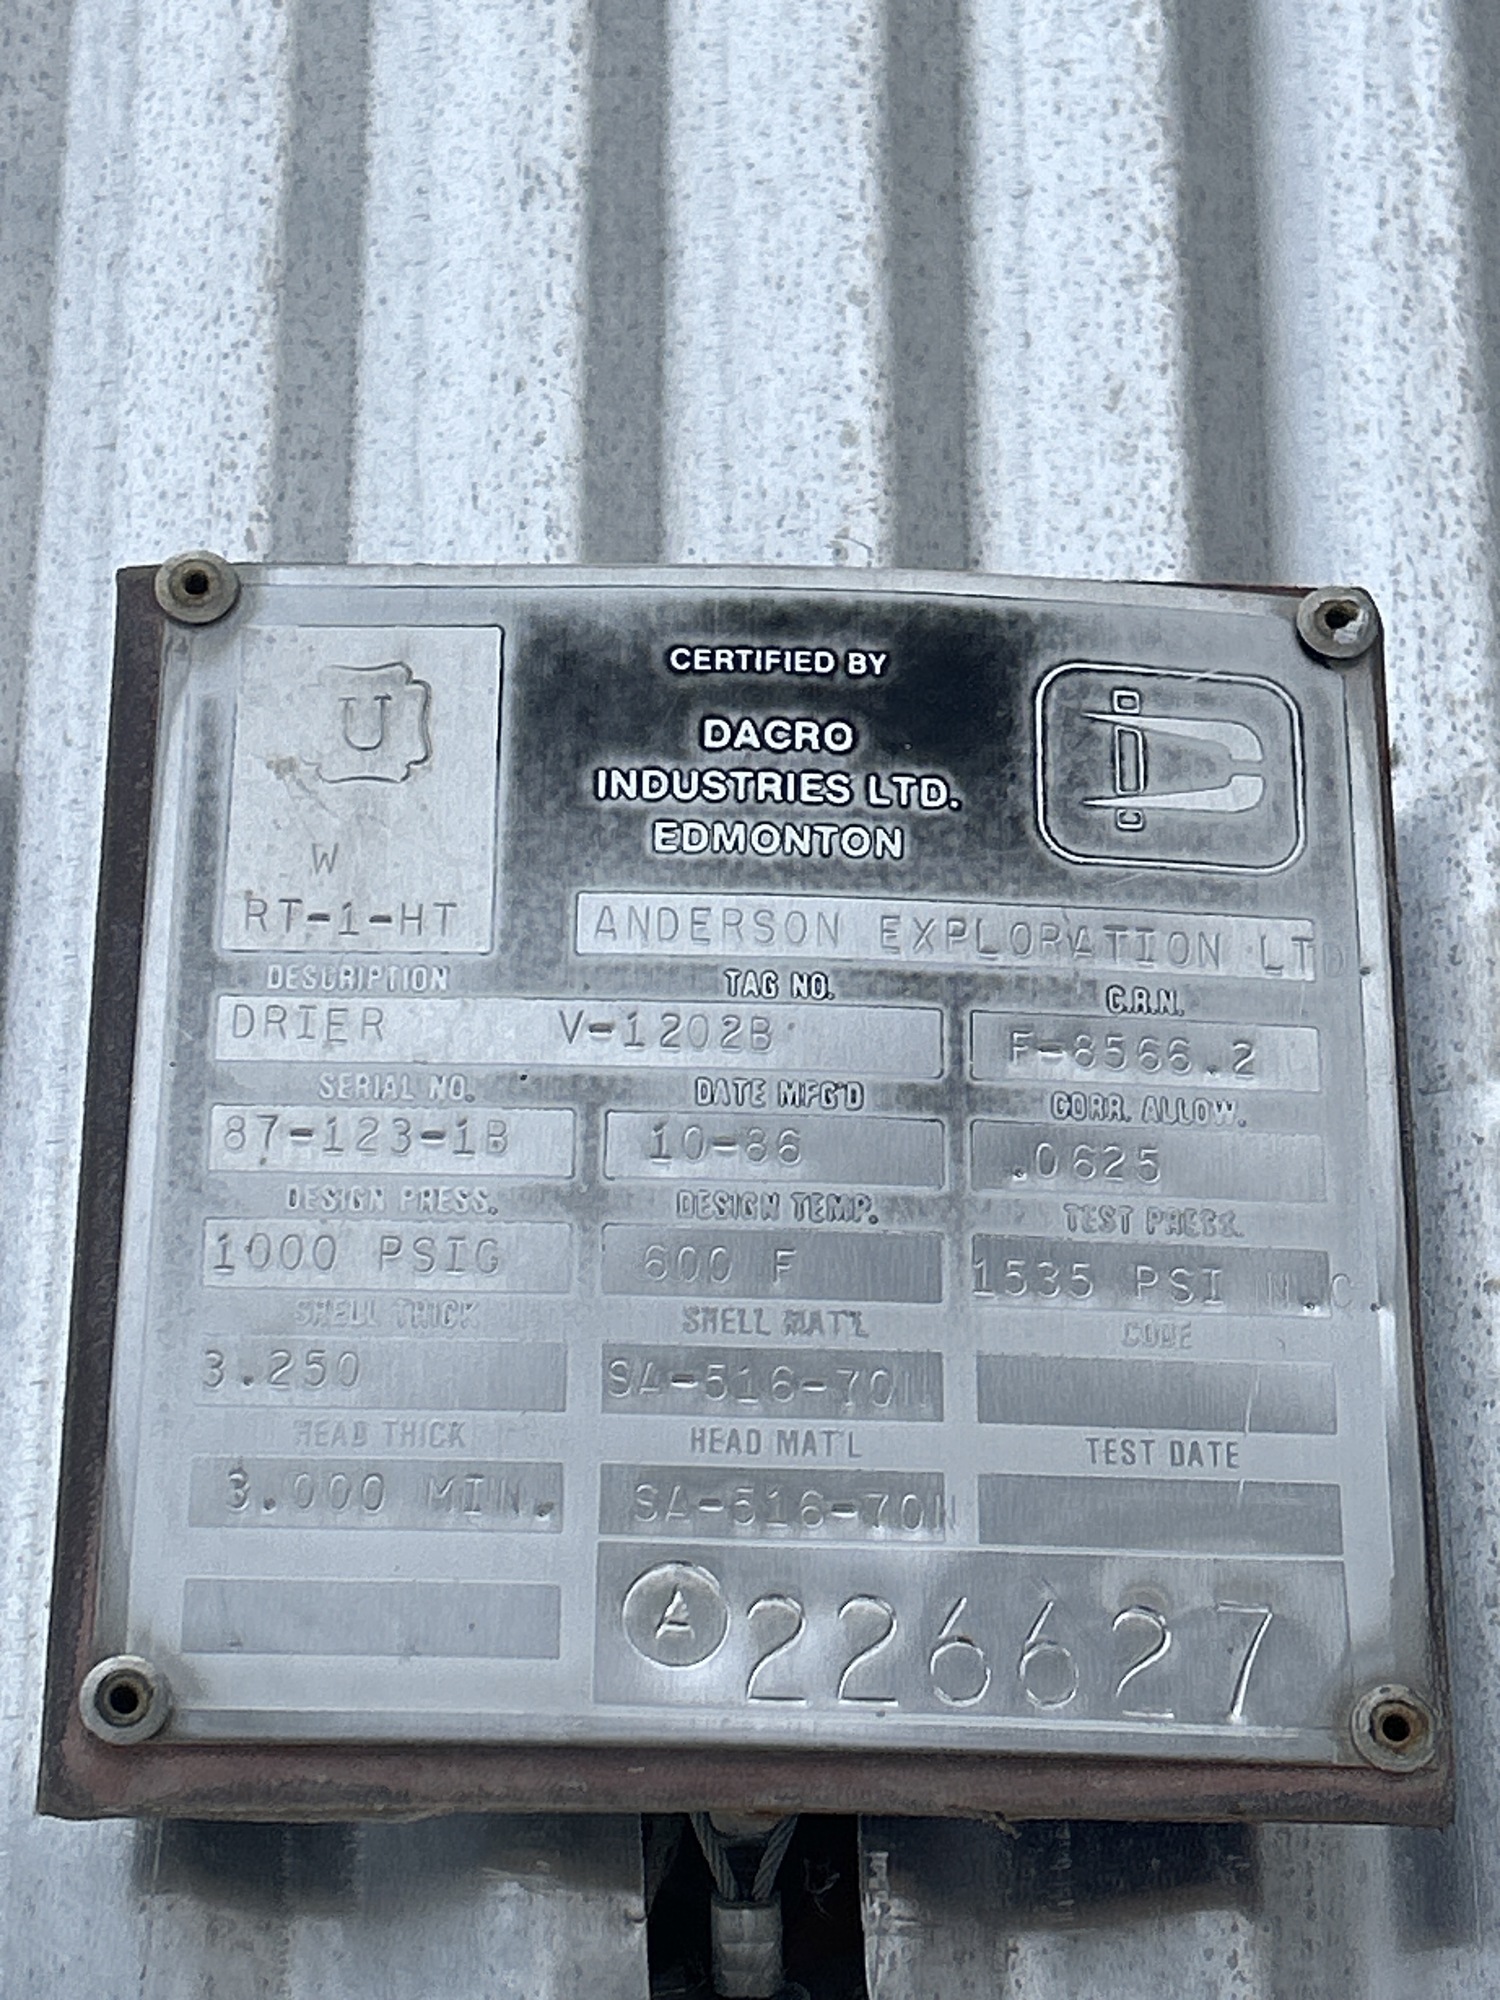 U
W
RT-1-HT
CERTIFIED BY
DACRO
INDUSTRIES LTD.
EDMONTON
ANDERSON EXPLORATION LTD.
DESCRIPTION TAG NO. C.R.N.
DRIER V-1202B F-8566.2
SERIAL NO. DATE MFG'D CORR. ALLOW.
87-123-1B 10-86 .0625
DESIGN PRESS. DESIGN TEMP. TEST PRESS.
1000 PSIG 600 F 1535 PSI N.C.
SHELL THICK SHELL MAT'L CODE
3.250 SA-516-70N
HEAD THICK HEAD MAT'L TEST DATE
3.000 MIN. SA-516-70N
A 226627